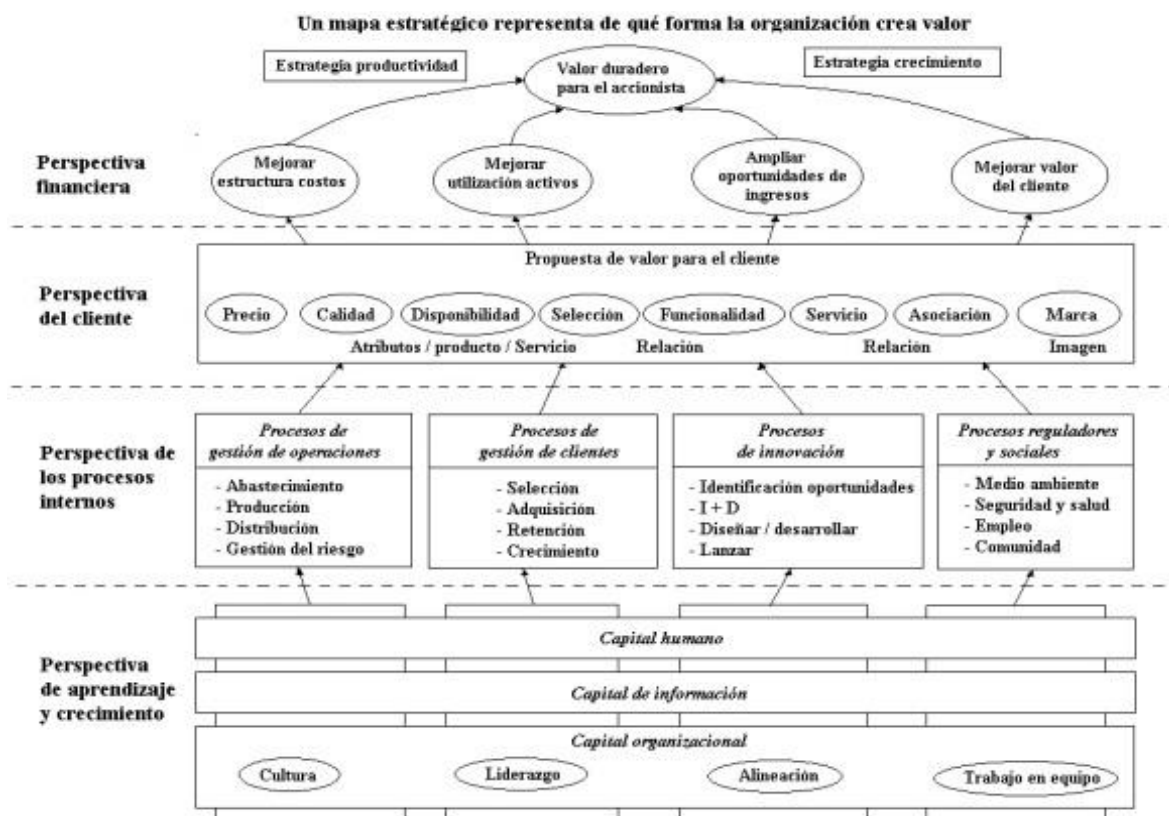 Un mapa estratégico representa de qué forma la organización crea valor
Estrategia productividad
Valor duradero
para el accionista
Estrategia crecimiento
Perspectiva
financiera
Mejorar
estructura costos
Mejorar
utilización activos
Ampliar
oportunidades de
ingresos
Mejorar valor
del cliente
Perspectiva
del cliente
Propuesta de valor para el cliente
Precio
Calidad
Disponibilidad
Selección
Funcionalidad
Servicio
Asociación
Marca
Atributos / producto / Servicio
Relación
Relación
Imagen
Perspectiva de
los procesos
internos
Procesos de
gestión de operaciones
- Abastecimiento
- Producción
- Distribución
- Gestión del riesgo
Procesos de
gestión de clientes
- Selección
- Adquisición
- Retención
- Crecimiento
Procesos
de innovación
- Identificación oportunidades
- I + D
- Diseñar / desarrollar
- Lanzar
Procesos reguladores
y sociales
- Medio ambiente
- Seguridad y salud
- Empleo
- Comunidad
Perspectiva
de aprendizaje
y crecimiento
Capital humano
Capital de información
Capital organizacional
Cultura
Liderazgo
Alineación
Trabajo en equipo